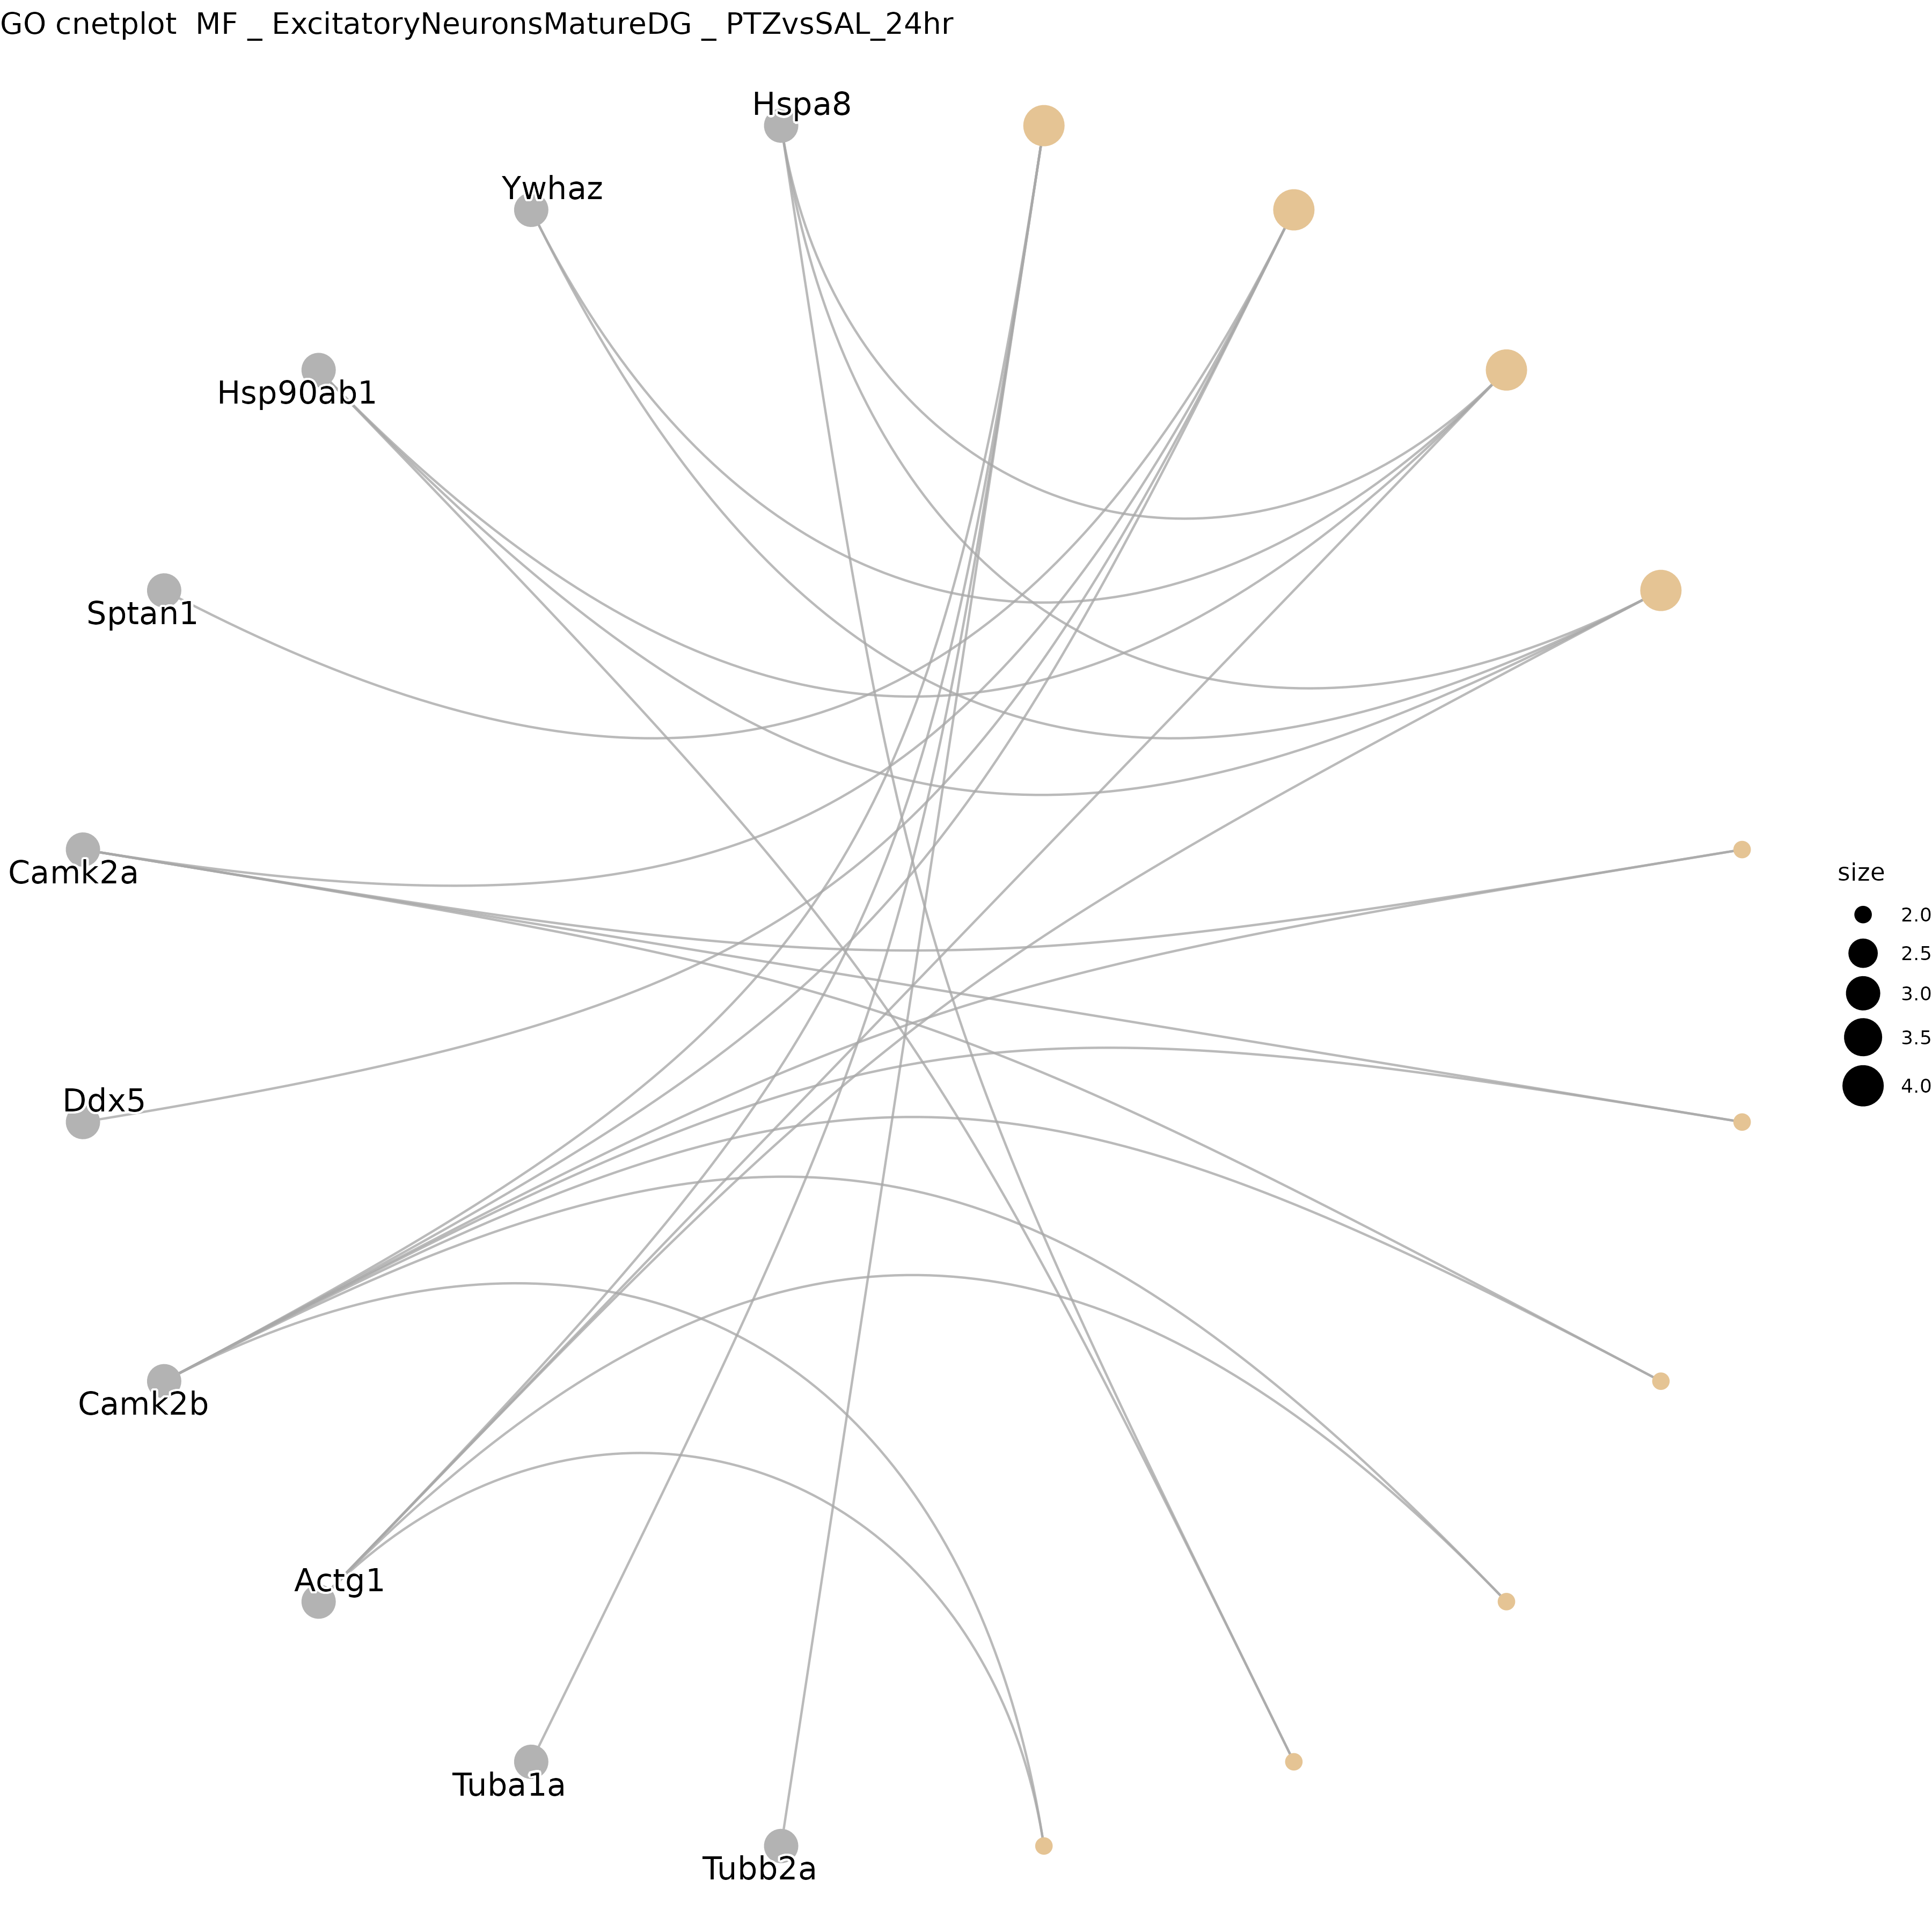 GO cnetplot  MF _ ExcitatoryNeuronsMatureDG _ PTZvsSAL_24hr
Hspa8
Ywhaz
Hsp90ab1
Sptan1
Camk2a
Ddx5
Camk2b
Actg1
Tuba1a
Tubb2a
size
2.0
2.5
3.0
3.5
4.0